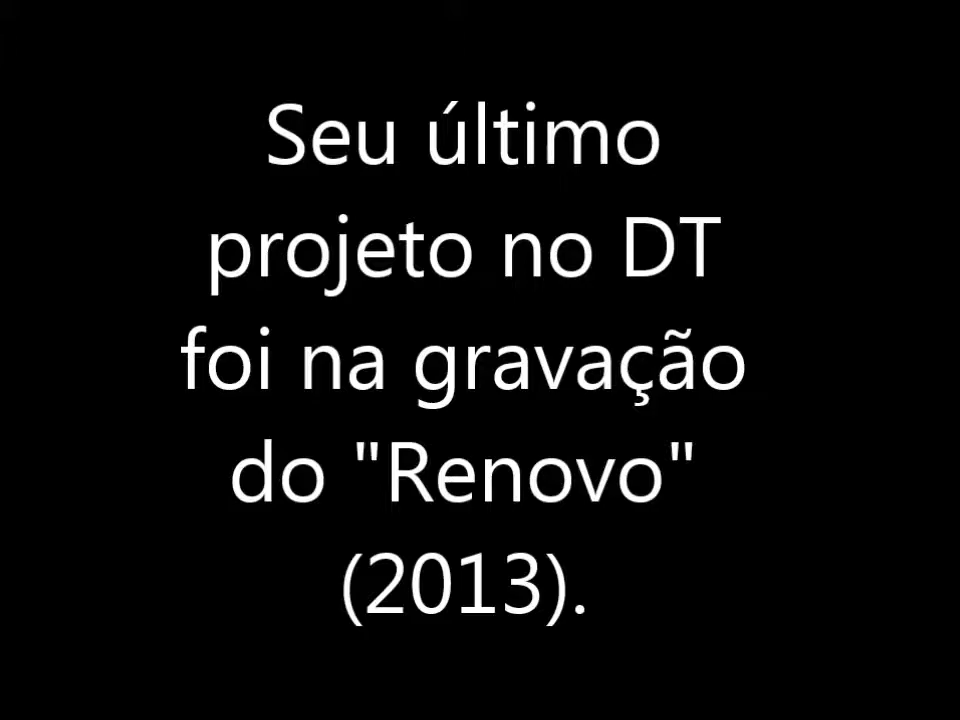 Seu último
projeto no DT
foi na gravação
do "Renovo"
(2013).